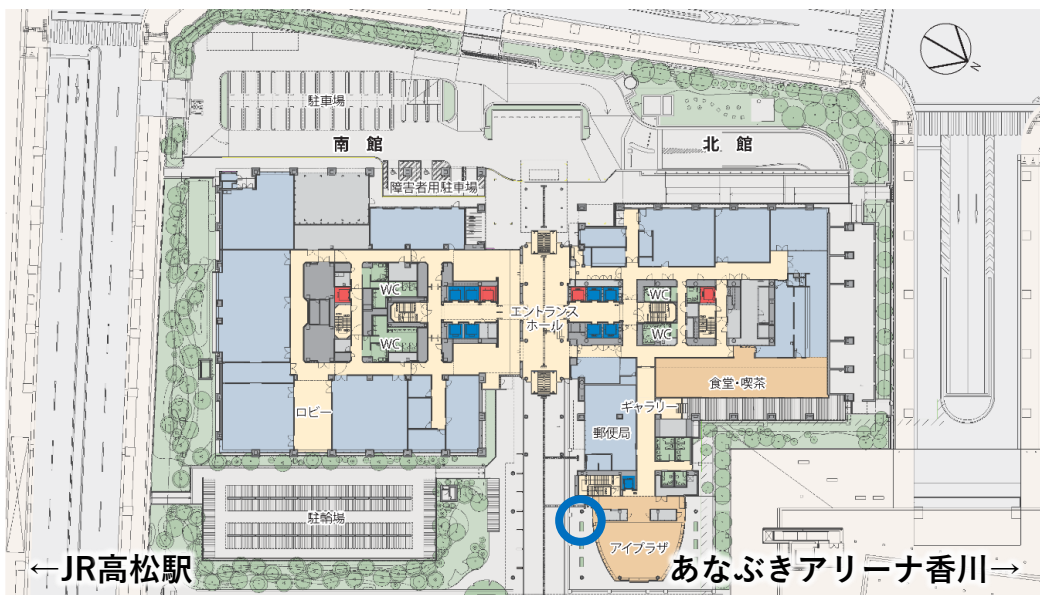 駐車場
N
南 館
北 館
障害者用駐車場
WC
WC
エントランス
ホール
WC
WC
食堂・喫茶
ロビー
ギャラリー
郵便局
駐輪場
アイプラザ
←JR高松駅
あなぶきアリーナ香川→